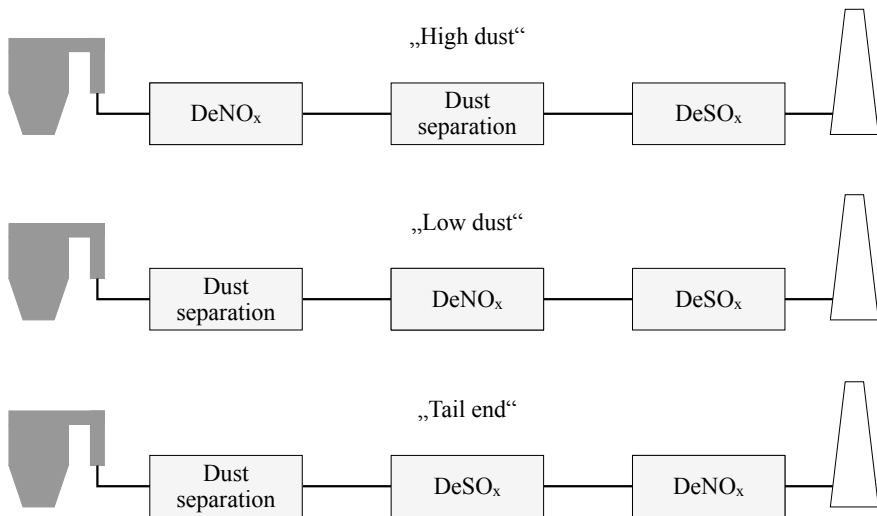 „High dust“
DeNOₓ
Dust
separation
DeSOₓ
„Low dust“
Dust
separation
DeNOₓ
DeSOₓ
„Tail end“
Dust
separation
DeSOₓ
DeNOₓ